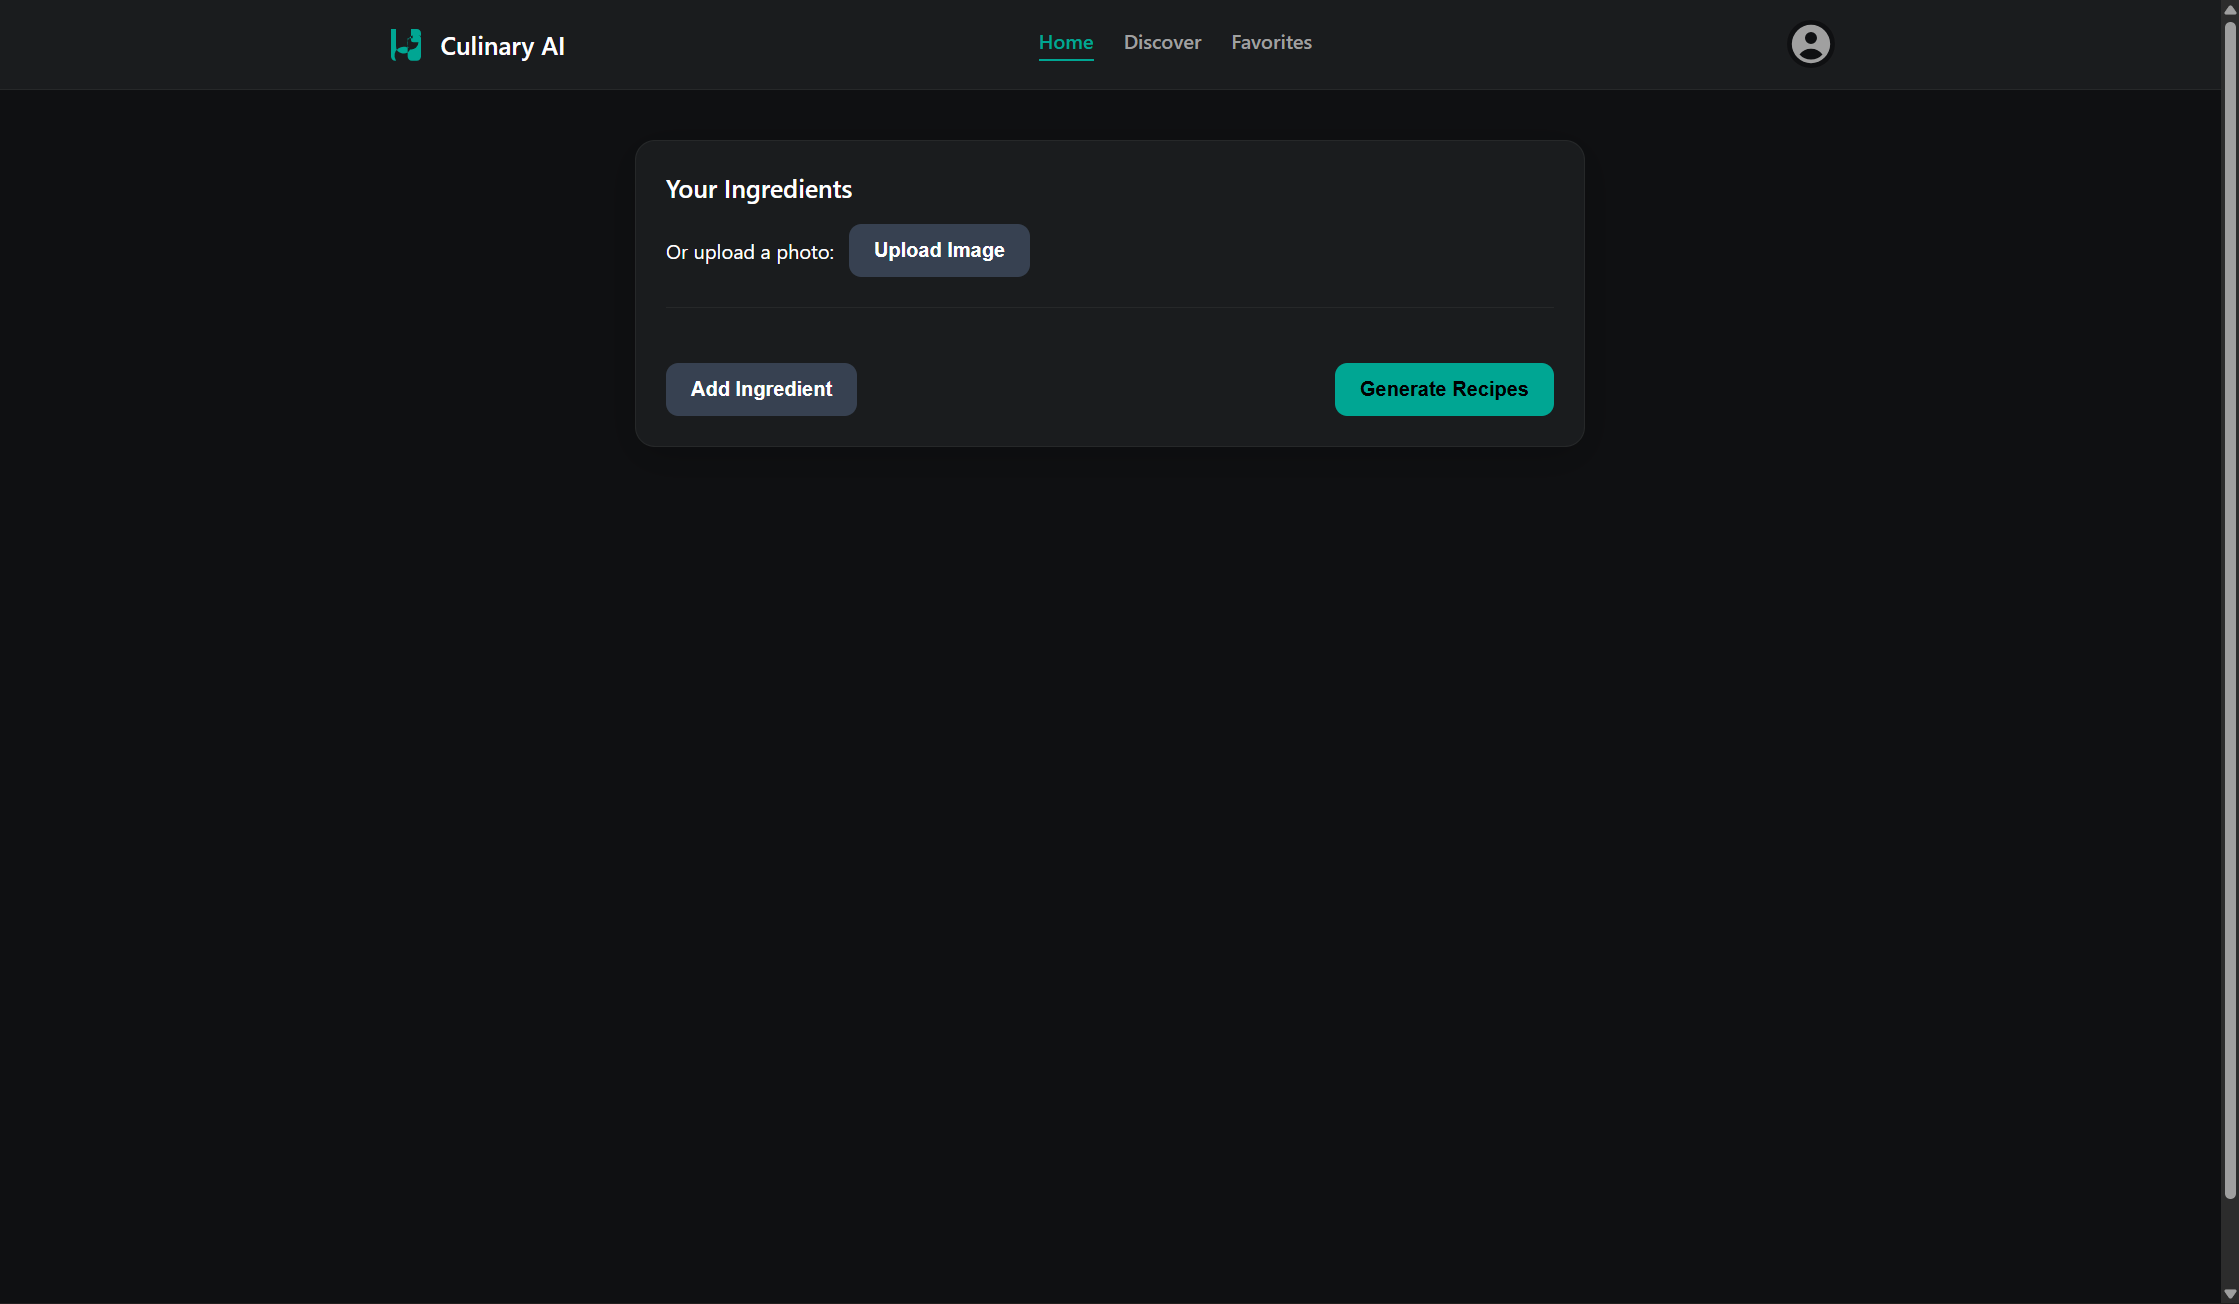 Culinary AI
Home
Discover
Favorites
Your Ingredients
Or upload a photo:
Upload Image
Add Ingredient
Generate Recipes